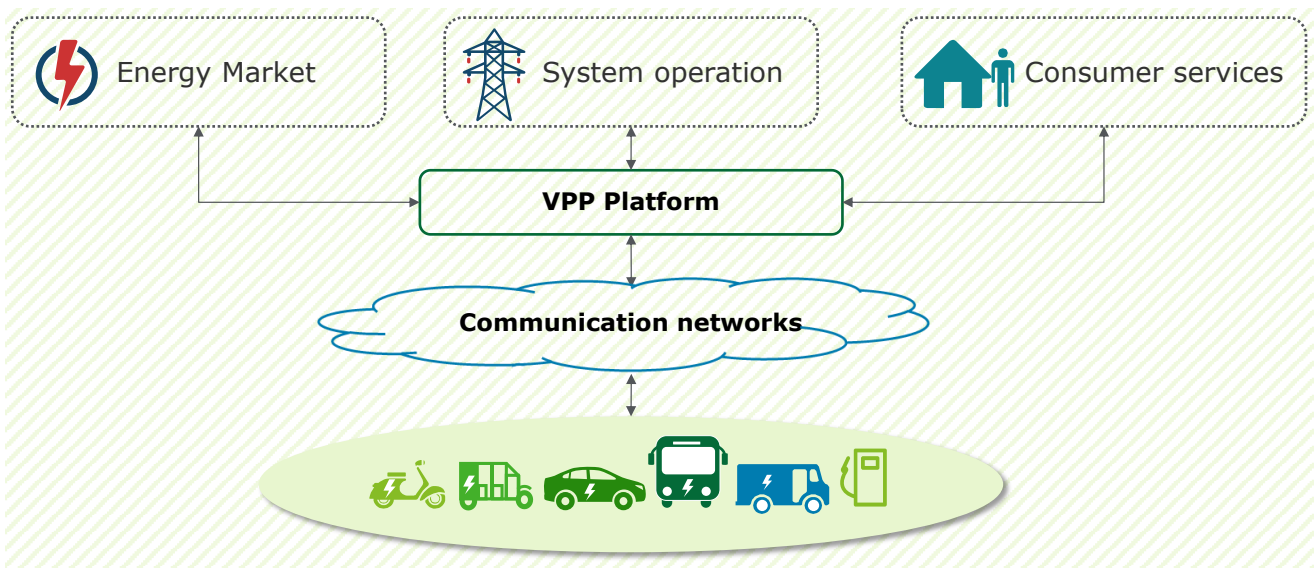 Energy Market
System operation
Consumer services
VPP Platform
Communication networks